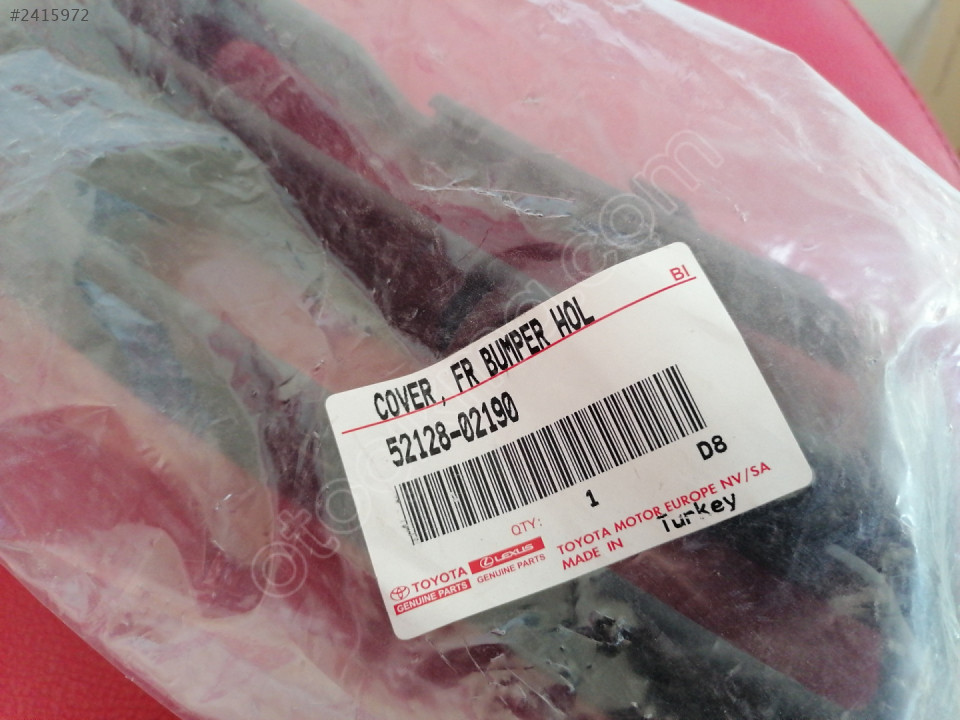 #2415972
BI
COVER, FR BUMPER HOL
52128-02190
D8
QTY: 1
TOYOTA MOTOR EUROPE NV/SA
MADE IN Turkey
TOYOTA
GENUINE PARTS
LEXUS
GENUINE PARTS